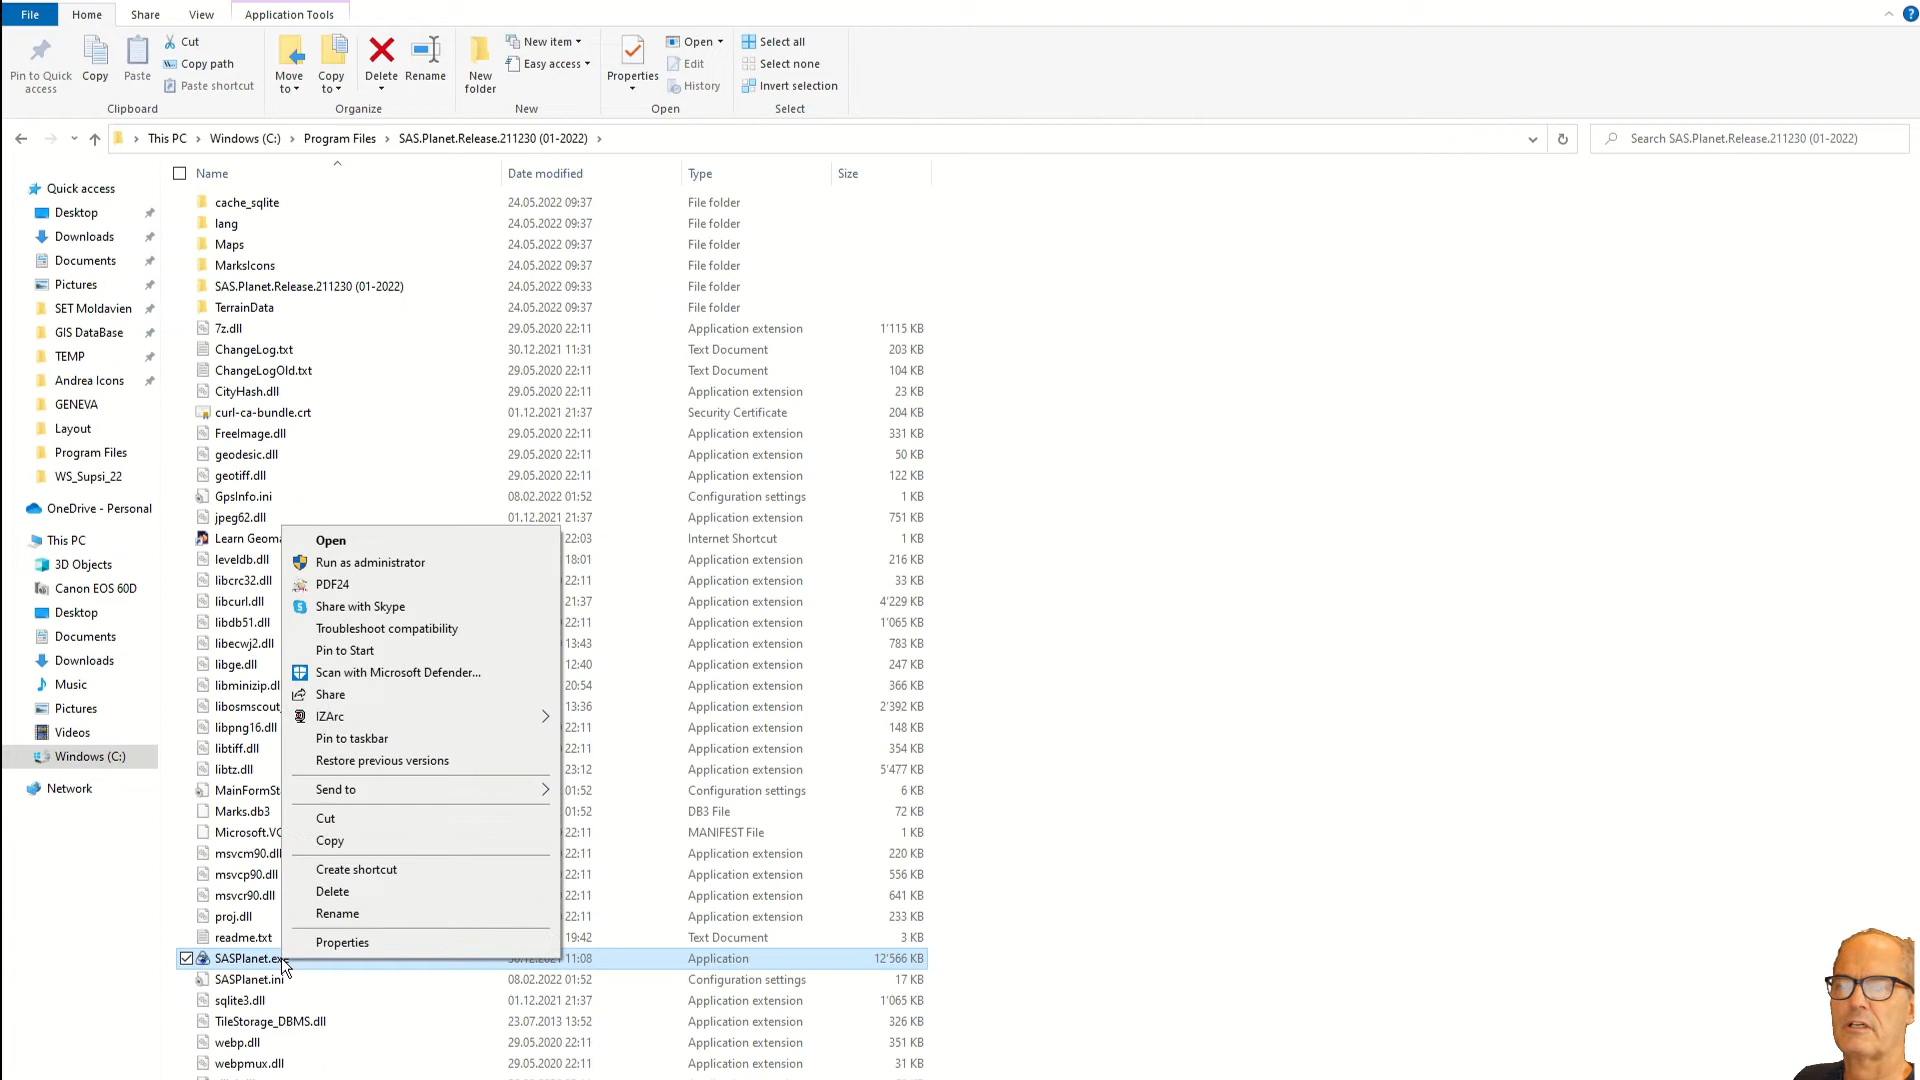 File Home Share View Application Tools
Pin to Quick access
Copy
Paste
Cut
Copy path
Paste shortcut
Clipboard
Move to
Copy to
Delete
Rename
Organize
New folder
New item
Easy access
New
Properties
Open
Edit
History
Open
Select all
Select none
Invert selection
Select
This PC > Windows (C:) > Program Files > SAS.Planet.Release.211230 (01-2022) >
Search SAS.Planet.Release.211230 (01-2022)
Quick access
Desktop
Downloads
Documents
Pictures
SET Moldavien
GIS DataBase
TEMP
Andrea Icons
GENEVA
Layout
Program Files
WS_Supsi_22
OneDrive - Personal
This PC
3D Objects
Canon EOS 60D
Desktop
Documents
Downloads
Music
Pictures
Videos
Windows (C:)
Network
Name Date modified Type Size
cache_sqlite 24.05.2022 09:37 File folder
lang 24.05.2022 09:37 File folder
Maps 24.05.2022 09:37 File folder
MarksIcons 24.05.2022 09:37 File folder
SAS.Planet.Release.211230 (01-2022) 24.05.2022 09:33 File folder
TerrainData 24.05.2022 09:37 File folder
7z.dll 29.05.2020 22:11 Application extension 1'115 KB
ChangeLog.txt 30.12.2021 11:31 Text Document 203 KB
ChangeLogOld.txt 29.05.2020 22:11 Text Document 104 KB
CityHash.dll 29.05.2020 22:11 Application extension 23 KB
curl-ca-bundle.crt 01.12.2021 21:37 Security Certificate 204 KB
FreeImage.dll 29.05.2020 22:11 Application extension 331 KB
geodesic.dll 29.05.2020 22:11 Application extension 50 KB
geotiff.dll 29.05.2020 22:11 Application extension 122 KB
GpsInfo.ini 08.02.2022 01:52 Configuration settings 1 KB
jpeg62.dll 01.12.2021 21:37 Application extension 751 KB
Learn Geoma 22:03 Internet Shortcut 1 KB
leveldb.dll 18:01 Application extension 216 KB
libcrc32.dll 22:11 Application extension 33 KB
libcurl.dll 21:37 Application extension 4'229 KB
libdb51.dll 22:11 Application extension 1'065 KB
libecwj2.dll 13:43 Application extension 783 KB
libge.dll 12:40 Application extension 247 KB
libminizip.dl 20:54 Application extension 366 KB
libosmscout_ 13:36 Application extension 2'392 KB
libpng16.dll 22:11 Application extension 148 KB
libtiff.dll 22:11 Application extension 354 KB
libtz.dll 23:12 Application extension 5'477 KB
MainFormSt 01:52 Configuration settings 6 KB
Marks.db3 01:52 DB3 File 72 KB
Microsoft.VC 22:11 MANIFEST File 1 KB
msvcm90.dll 22:11 Application extension 220 KB
msvcp90.dll 22:11 Application extension 556 KB
msvcr90.dll 22:11 Application extension 641 KB
proj.dll 22:11 Application extension 233 KB
readme.txt 19:42 Text Document 3 KB
SASPlanet.exe 30.12.2021 11:08 Application 12'566 KB
SASPlanet.ini 08.02.2022 01:52 Configuration settings 17 KB
sqlite3.dll 01.12.2021 21:37 Application extension 1'065 KB
TileStorage_DBMS.dll 23.07.2013 13:52 Application extension 326 KB
webp.dll 29.05.2020 22:11 Application extension 351 KB
webpmux.dll 29.05.2020 22:11 Application extension 31 KB
Open
Run as administrator
PDF24
Share with Skype
Troubleshoot compatibility
Pin to Start
Scan with Microsoft Defender...
Share
IZArc
Pin to taskbar
Restore previous versions
Send to
Cut
Copy
Create shortcut
Delete
Rename
Properties